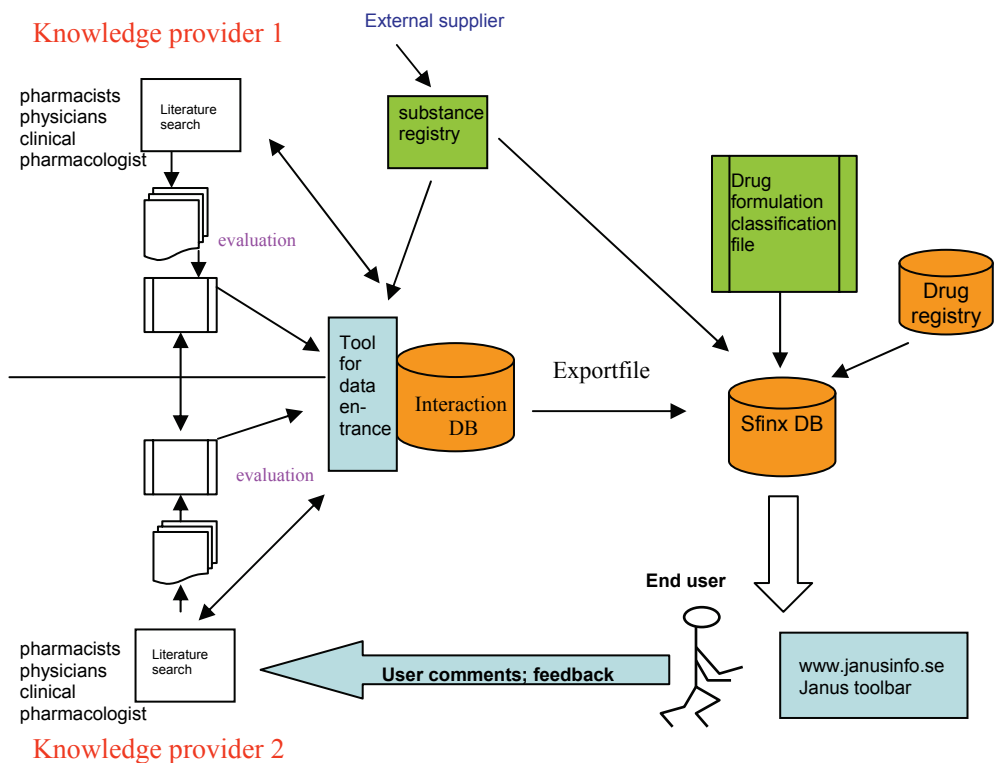 Knowledge provider 1
External supplier
pharmacists
physicians
clinical
pharmacologist
Literature
search
substance
registry
Drug
formulation
classification
file
evaluation
Drug
registry
Tool
for
data
en-
trance
Interaction
DB
Exportfile
Sfinx DB
evaluation
End user
pharmacists
physicians
clinical
pharmacologist
Literature
search
User comments; feedback
www.janusinfo.se
Janus toolbar
Knowledge provider 2